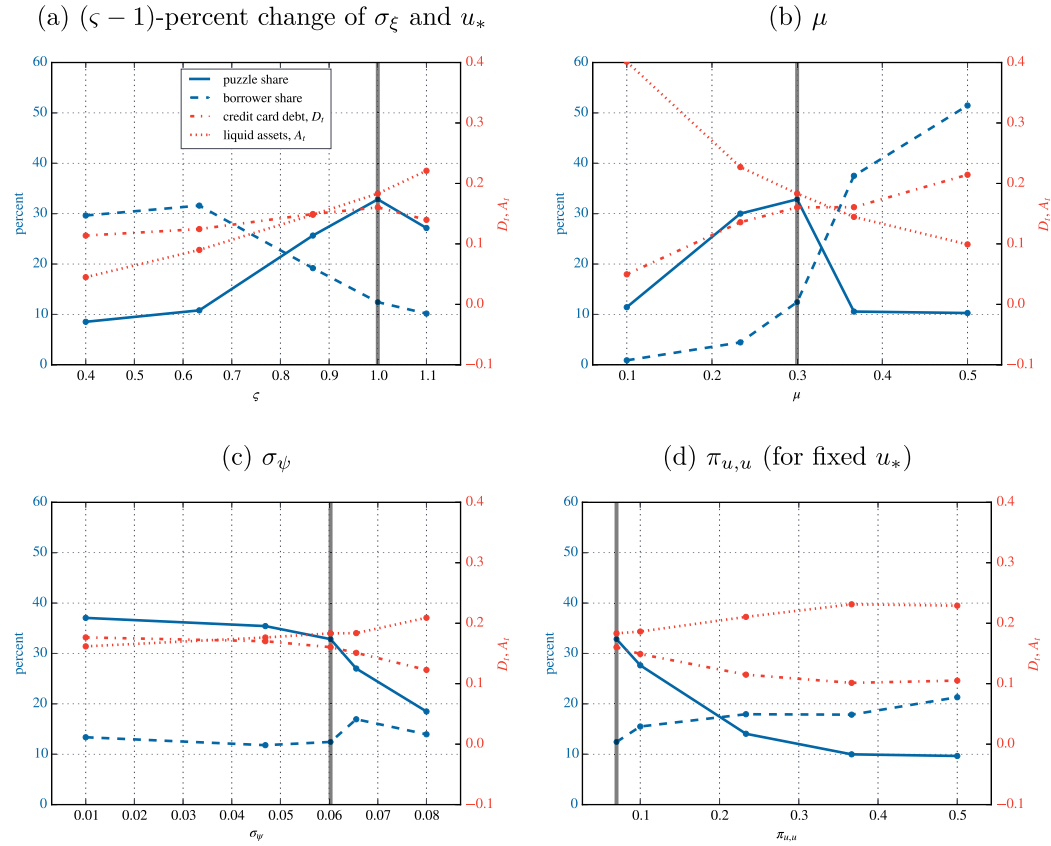 (a) (ς − 1)-percent change of σ_ξ and u_*
60
50
40
30
20
10
0
percent
puzzle share
borrower share
credit card debt, D_t
liquid assets, A_t
0.4
0.3
0.2
0.1
0.0
−0.1
D_t, A_t
0.4 0.5 0.6 0.7 0.8 0.9 1.0 1.1
ς
(b) μ
60
50
40
30
20
10
0
percent
0.4
0.3
0.2
0.1
0.0
−0.1
D_t, A_t
0.1 0.2 0.3 0.4 0.5
μ
(c) σ_ψ
60
50
40
30
20
10
0
percent
0.4
0.3
0.2
0.1
0.0
−0.1
D_t, A_t
0.01 0.02 0.03 0.04 0.05 0.06 0.07 0.08
σ_ψ
(d) π_{u,u} (for fixed u_*)
60
50
40
30
20
10
0
percent
0.4
0.3
0.2
0.1
0.0
−0.1
D_t, A_t
0.1 0.2 0.3 0.4 0.5
π_{u,u}